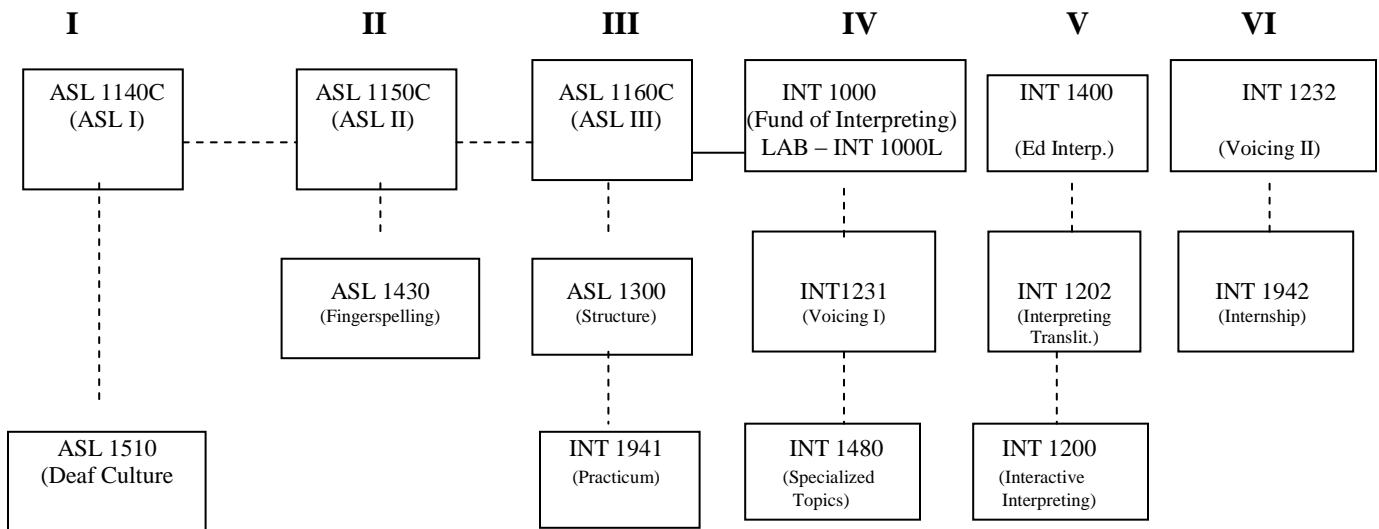 I II III IV V VI
ASL 1140C
(ASL I)
ASL 1150C
(ASL II)
ASL 1160C
(ASL III)
INT 1000
(Fund of Interpreting)
LAB – INT 1000L
INT 1400
(Ed Interp.)
INT 1232
(Voicing II)
ASL 1430
(Fingerspelling)
ASL 1300
(Structure)
INT1231
(Voicing I)
INT 1202
(Interpreting
Translit.)
INT 1942
(Internship)
ASL 1510
(Deaf Culture
INT 1941
(Practicum)
INT 1480
(Specialized
Topics)
INT 1200
(Interactive
Interpreting)